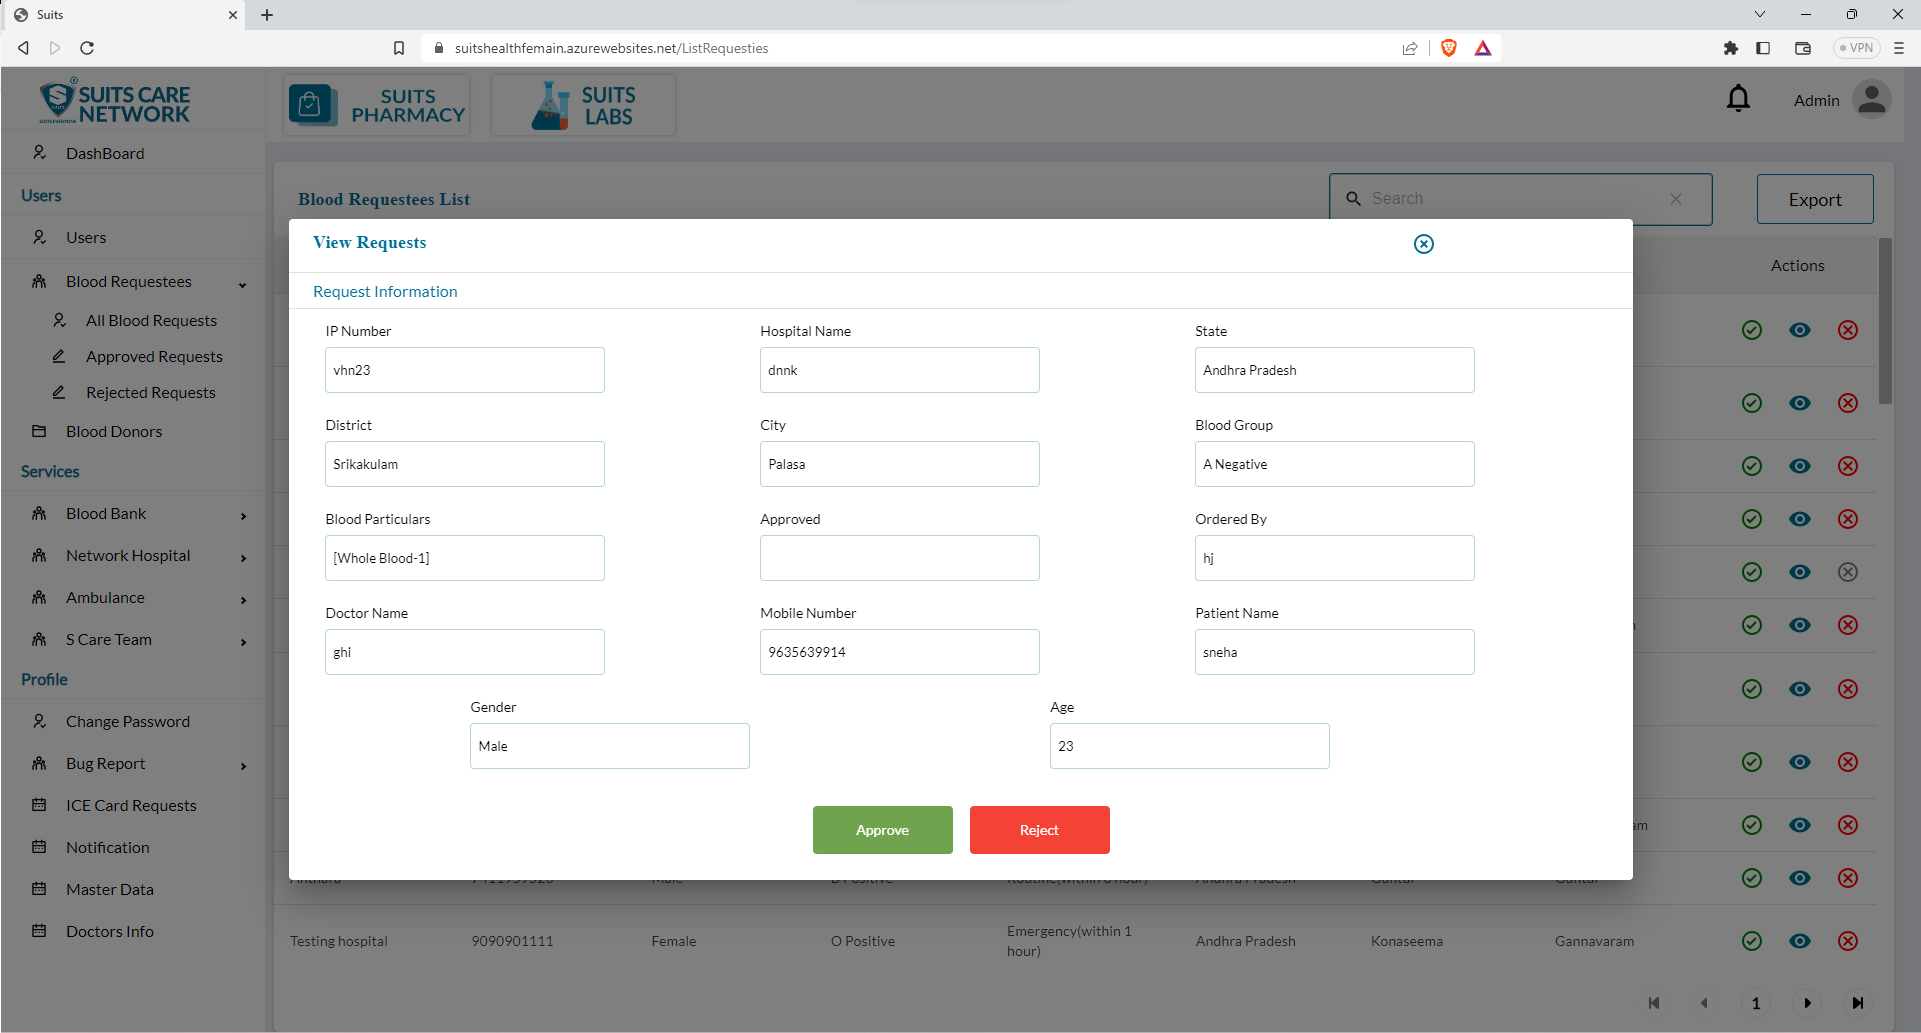 Suits
suitshealthfemain.azurewebsites.net/ListRequesties
VPN
SUITS CARE
NETWORK
SUITS
PHARMACY
SUITS
LABS
Admin
DashBoard
Users
Users
Blood Requestees
All Blood Requests
Approved Requests
Rejected Requests
Blood Donors
Services
Blood Bank
Network Hospital
Ambulance
S Care Team
Profile
Change Password
Bug Report
ICE Card Requests
Notification
Master Data
Doctors Info
Blood Requestees List
Search
Export
Actions
View Requests
Request Information
IP Number
Hospital Name
State
vhn23
dnnk
Andhra Pradesh
District
City
Blood Group
Srikakulam
Palasa
A Negative
Blood Particulars
Approved
Ordered By
[Whole Blood-1]
hj
Doctor Name
Mobile Number
Patient Name
ghi
9635639914
sneha
Gender
Age
Male
23
Approve
Reject
Testing hospital
9090901111
Female
O Positive
Emergency(within 1
hour)
Andhra Pradesh
Konaseema
Gannavaram
1